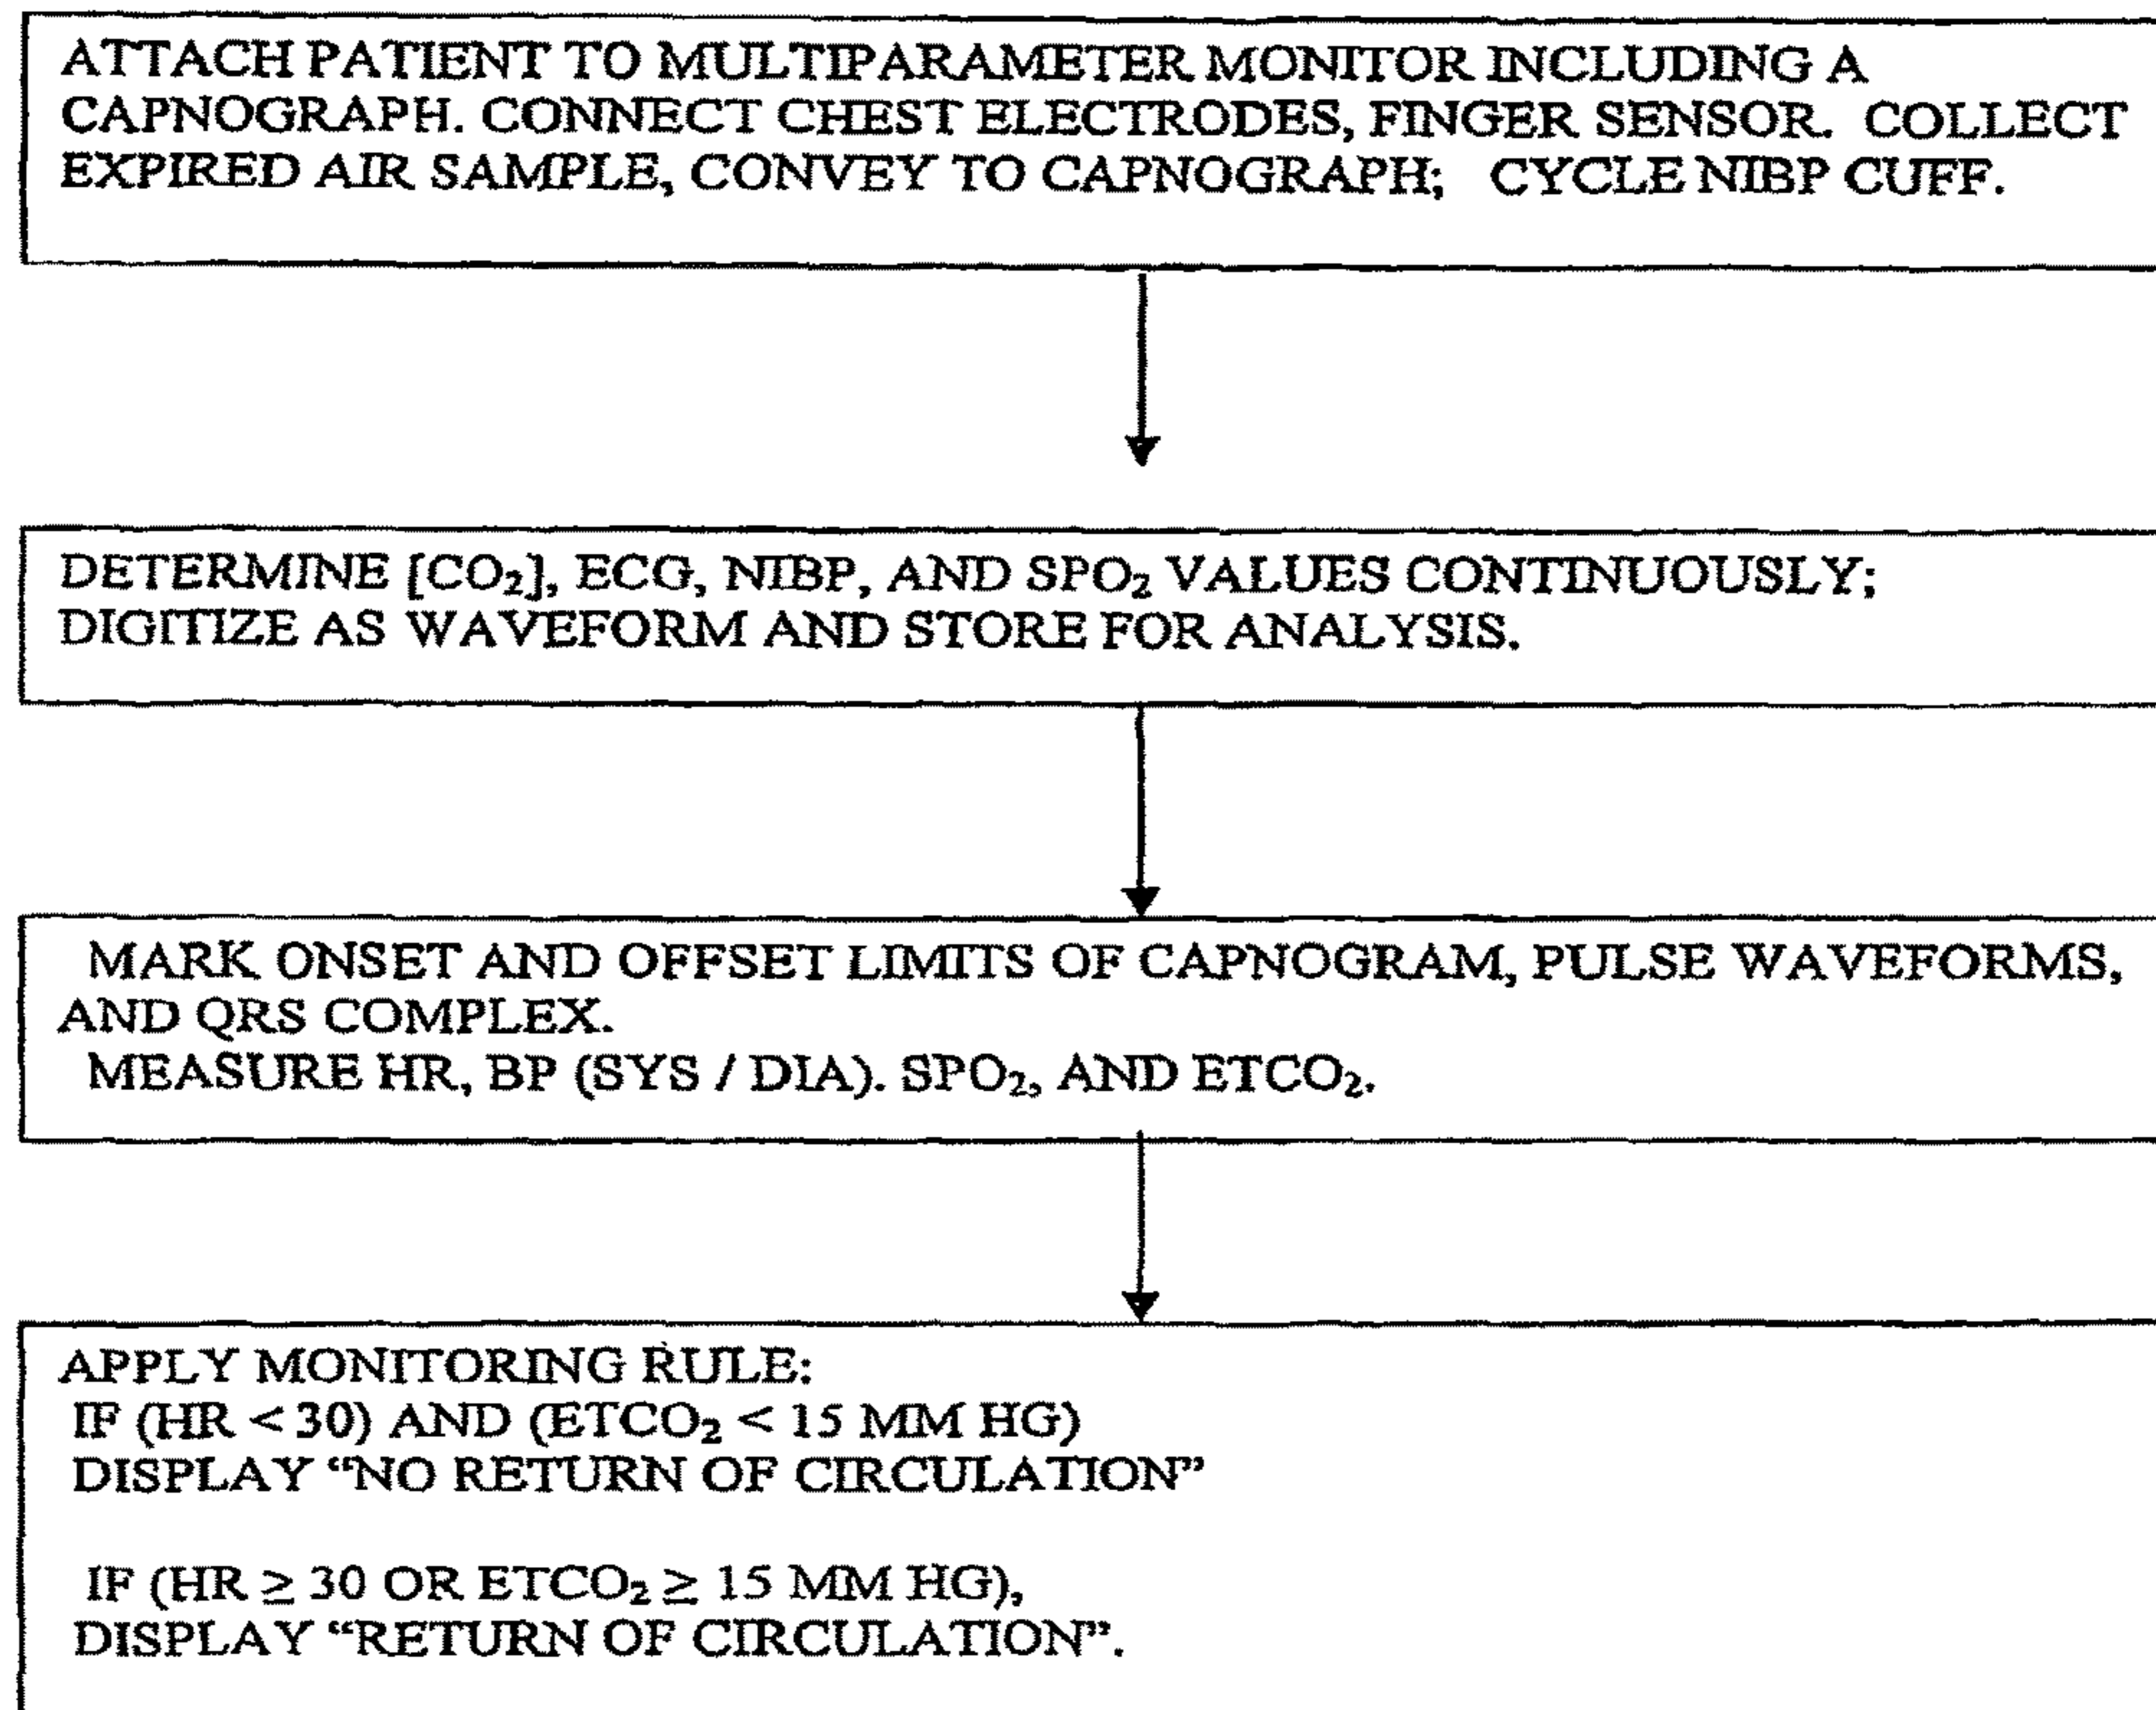 ATTACH PATIENT TO MULTIPARAMETER MONITOR INCLUDING A
CAPNOGRAPH. CONNECT CHEST ELECTRODES, FINGER SENSOR. COLLECT
EXPIRED AIR SAMPLE, CONVEY TO CAPNOGRAPH; CYCLE NIBP CUFF.
DETERMINE [CO₂], ECG, NIBP, AND SPO₂ VALUES CONTINUOUSLY;
DIGITIZE AS WAVEFORM AND STORE FOR ANALYSIS.
MARK ONSET AND OFFSET LIMITS OF CAPNOGRAM, PULSE WAVEFORMS,
AND QRS COMPLEX.
MEASURE HR, BP (SYS / DIA). SPO₂, AND ETCO₂.
APPLY MONITORING RULE:
IF (HR < 30) AND (ETCO₂ < 15 MM HG)
DISPLAY “NO RETURN OF CIRCULATION”
IF (HR ≥ 30 OR ETCO₂ ≥ 15 MM HG),
DISPLAY “RETURN OF CIRCULATION”.